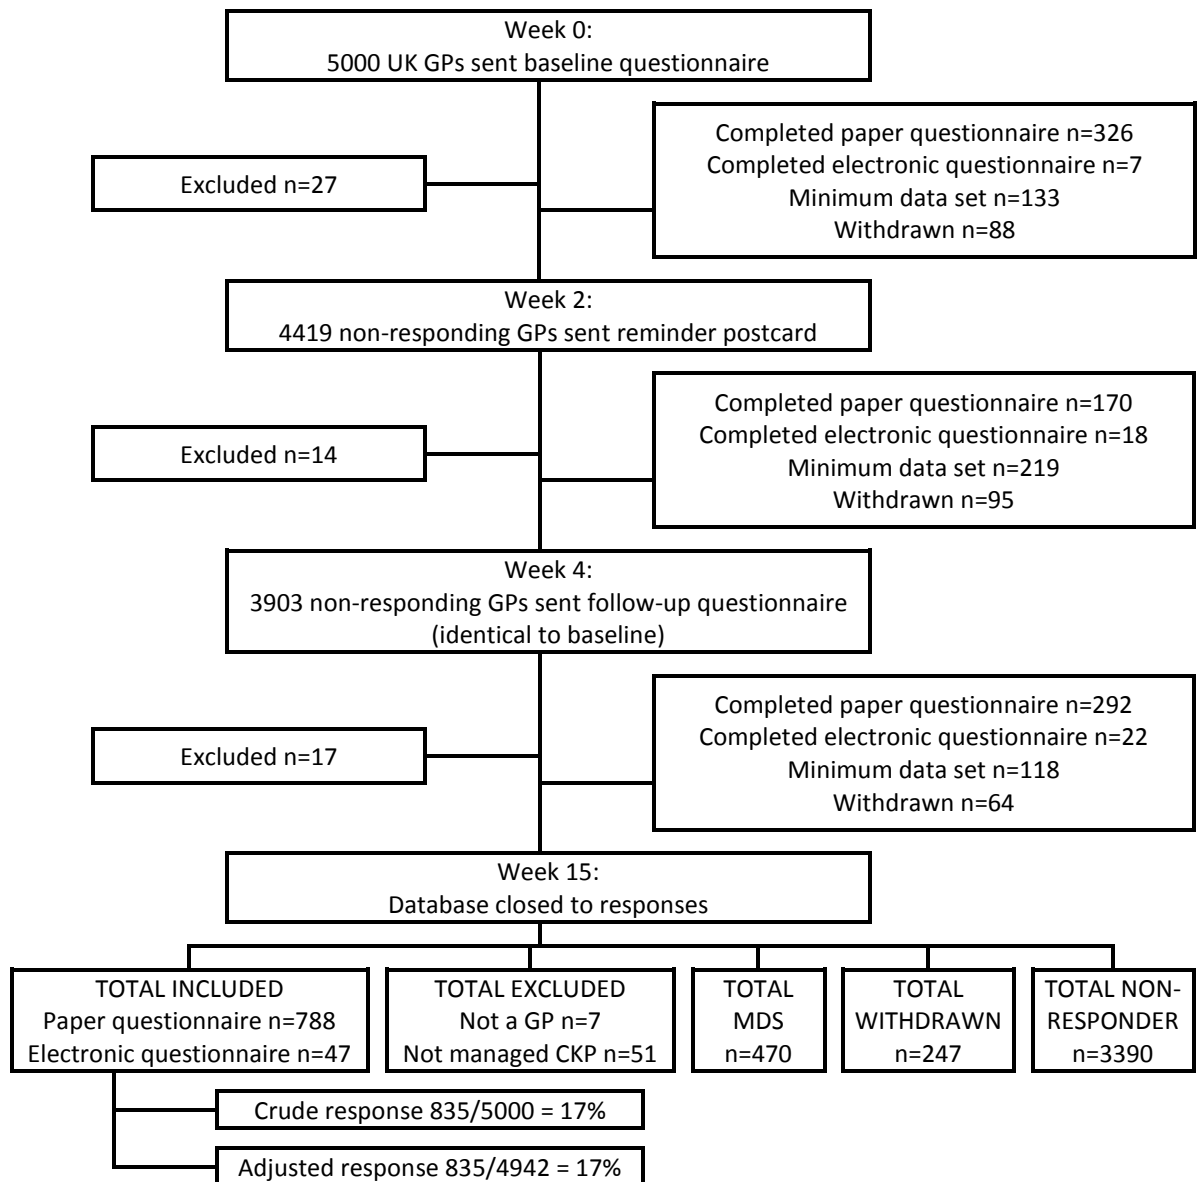 Week 0:
5000 UK GPs sent baseline questionnaire
Excluded n=27
Completed paper questionnaire n=326
Completed electronic questionnaire n=7
Minimum data set n=133
Withdrawn n=88
Week 2:
4419 non-responding GPs sent reminder postcard
Excluded n=14
Completed paper questionnaire n=170
Completed electronic questionnaire n=18
Minimum data set n=219
Withdrawn n=95
Week 4:
3903 non-responding GPs sent follow-up questionnaire
(identical to baseline)
Excluded n=17
Completed paper questionnaire n=292
Completed electronic questionnaire n=22
Minimum data set n=118
Withdrawn n=64
Week 15:
Database closed to responses
TOTAL INCLUDED
Paper questionnaire n=788
Electronic questionnaire n=47
TOTAL EXCLUDED
Not a GP n=7
Not managed CKP n=51
TOTAL
MDS
n=470
TOTAL
WITHDRAWN
n=247
TOTAL NON-
RESPONDER
n=3390
Crude response 835/5000 = 17%
Adjusted response 835/4942 = 17%